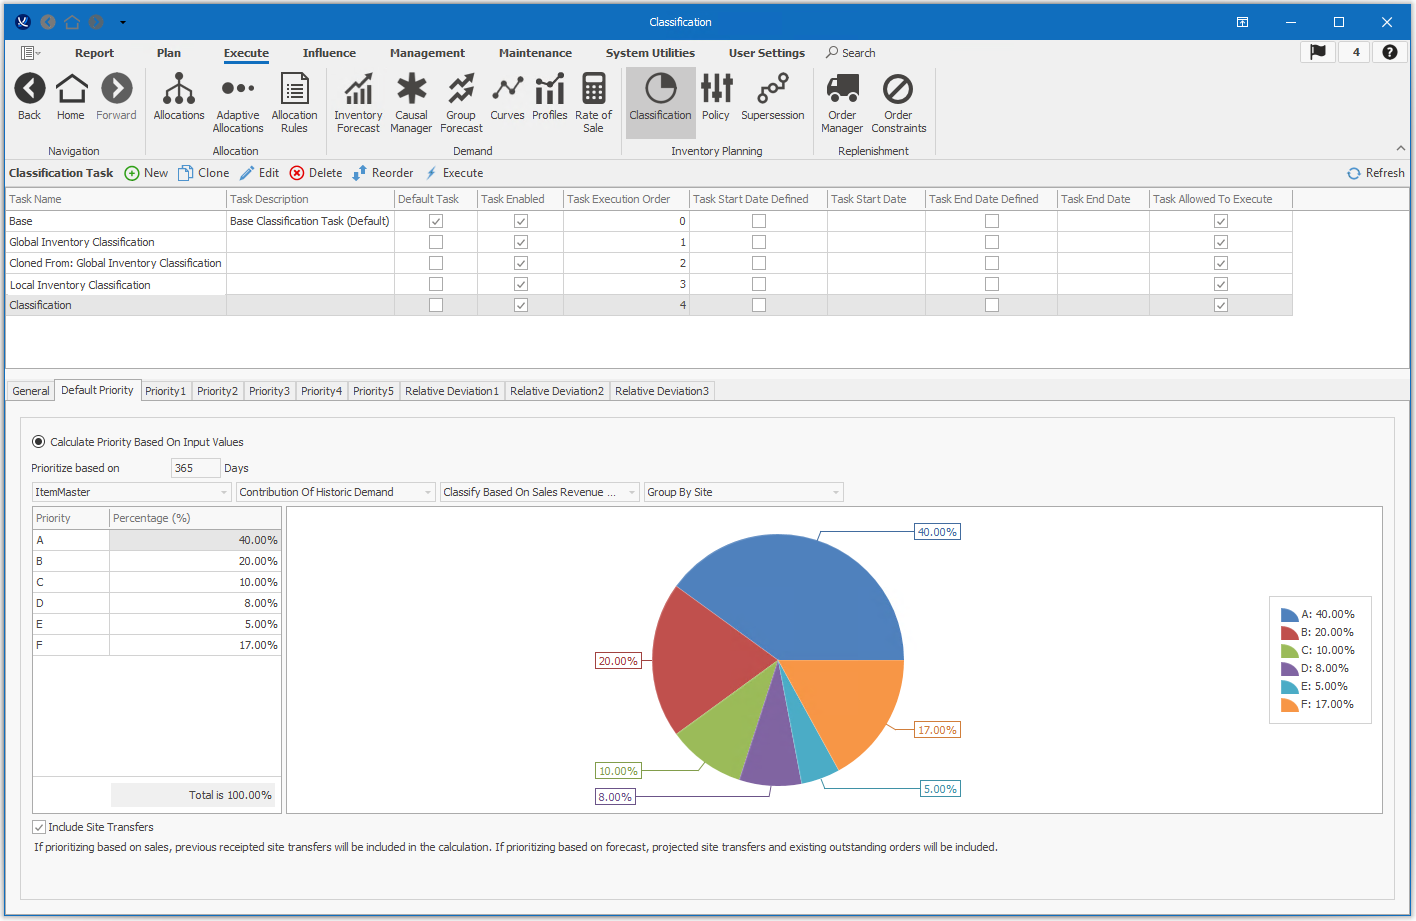 Classification
Report Plan Execute Influence Management Maintenance System Utilities User Settings Search 4 ?
Back Home Forward Allocations Adaptive Allocations Allocation Rules Inventory Forecast Causal Manager Group Forecast Curves Profiles Rate of Sale Classification Policy Supersession Order Manager Order Constraints
Navigation Allocation Demand Inventory Planning Replenishment
Classification Task New Clone Edit Delete Reorder Execute Refresh
Task Name Task Description Default Task Task Enabled Task Execution Order Task Start Date Defined Task Start Date Task End Date Defined Task End Date Task Allowed To Execute
Base Base Classification Task (Default) 0
Global Inventory Classification 1
Cloned From: Global Inventory Classification 2
Local Inventory Classification 3
Classification 4
General Default Priority Priority1 Priority2 Priority3 Priority4 Priority5 Relative Deviation1 Relative Deviation2 Relative Deviation3
Calculate Priority Based On Input Values
Prioritize based on 365 Days
ItemMaster Contribution Of Historic Demand Classify Based On Sales Revenue ... Group By Site
Priority Percentage (%)
A 40.00%
B 20.00%
C 10.00%
D 8.00%
E 5.00%
F 17.00%
Total is 100.00%
40.00%
20.00%
17.00%
10.00%
5.00%
8.00%
A: 40.00%
B: 20.00%
C: 10.00%
D: 8.00%
E: 5.00%
F: 17.00%
Include Site Transfers
If prioritizing based on sales, previous receipted site transfers will be included in the calculation. If prioritizing based on forecast, projected site transfers and existing outstanding orders will be included.